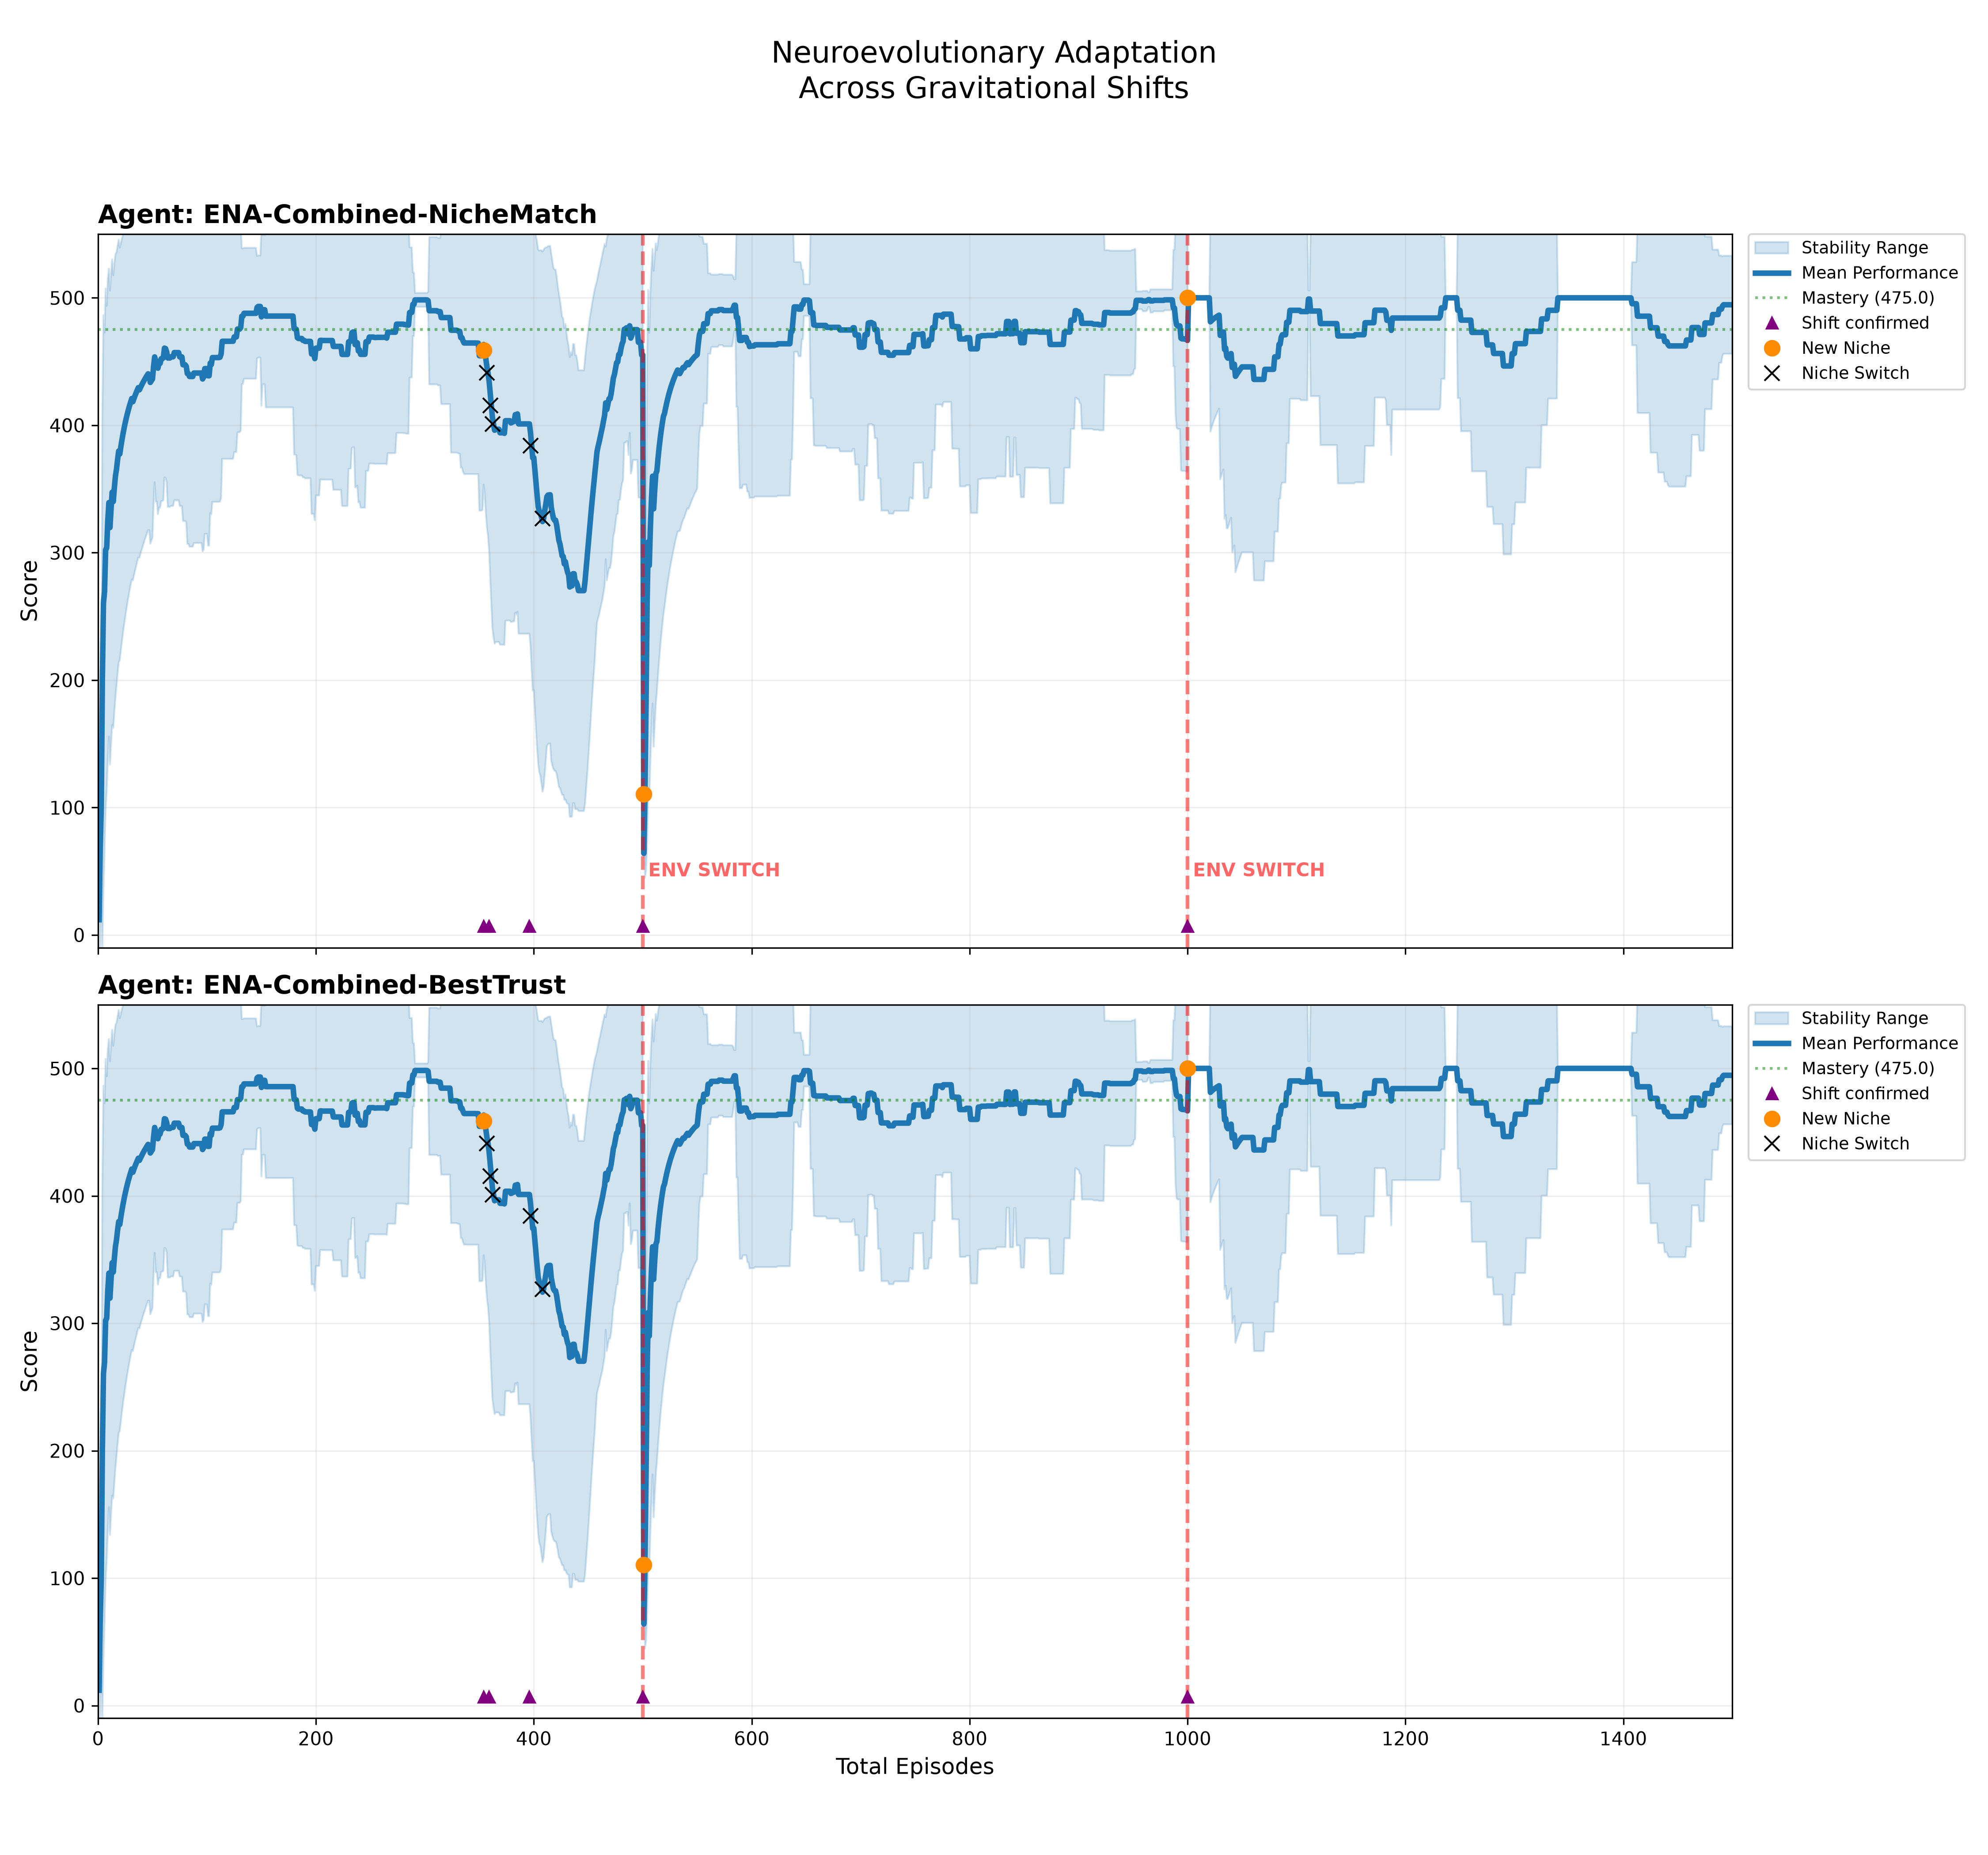 Neuroevolutionary Adaptation
Across Gravitational Shifts
Agent: ENA-Combined-NicheMatch
500
400
300
200
100
0
Score
ENV SWITCH
ENV SWITCH
Stability Range
Mean Performance
Mastery (475.0)
Shift confirmed
New Niche
Niche Switch
Agent: ENA-Combined-BestTrust
500
400
300
200
100
0
Score
0
200
400
600
800
1000
1200
1400
Total Episodes
Stability Range
Mean Performance
Mastery (475.0)
Shift confirmed
New Niche
Niche Switch